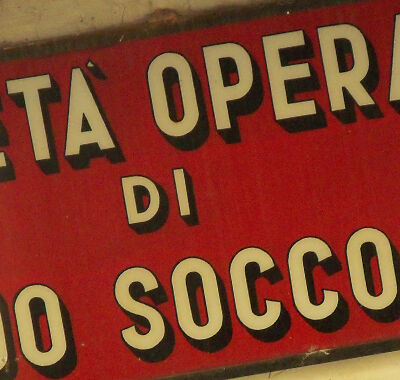 ETÀ OPERA
DI
UO SOCCO